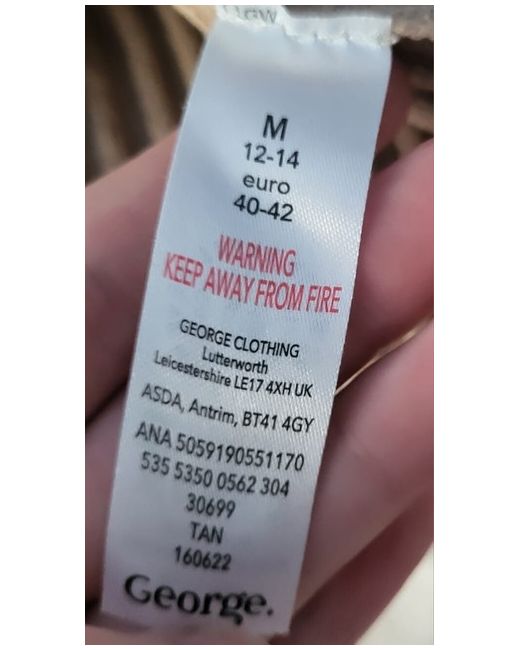 M
12-14
euro
40-42
WARNING
KEEP AWAY FROM FIRE
GEORGE CLOTHING
Lutterworth
Leicestershire LE17 4XH UK
ASDA, Antrim, BT41 4GY
ANA 5059190551170
535 5350 0562 304
30699
TAN
160622
George.